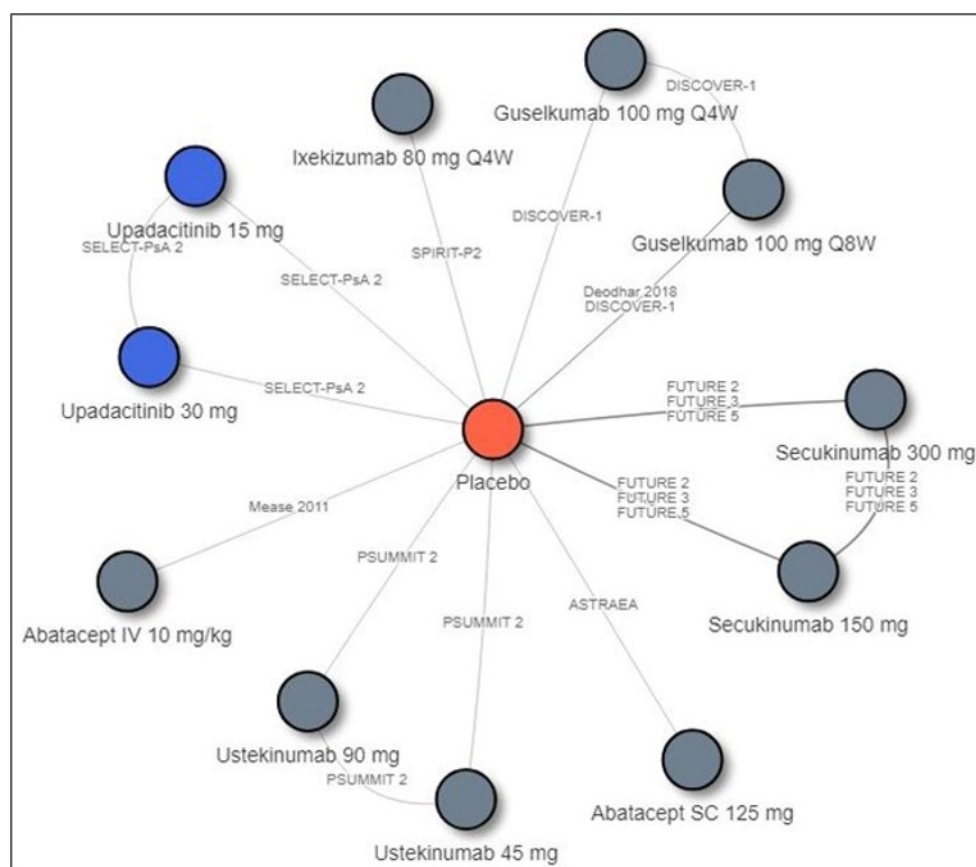 DISCOVER-1
Guselkumab 100 mg Q4W
Ixekizumab 80 mg Q4W
DISCOVER-1
Upadacitinib 15 mg
SELECT-PsA 2
SPIRIT-P2
Guselkumab 100 mg Q8W
SELECT-PsA 2
Deodhar 2018
DISCOVER-1
SELECT-PsA 2
Upadacitinib 30 mg
FUTURE 2
FUTURE 3
FUTURE 5
Secukinumab 300 mg
Placebo
FUTURE 2
FUTURE 3
FUTURE 5
FUTURE 2
FUTURE 3
FUTURE 5
Mease 2011
PSUMMIT 2
ASTRAEA
PSUMMIT 2
Secukinumab 150 mg
Abatacept IV 10 mg/kg
Ustekinumab 90 mg
PSUMMIT 2
Abatacept SC 125 mg
Ustekinumab 45 mg